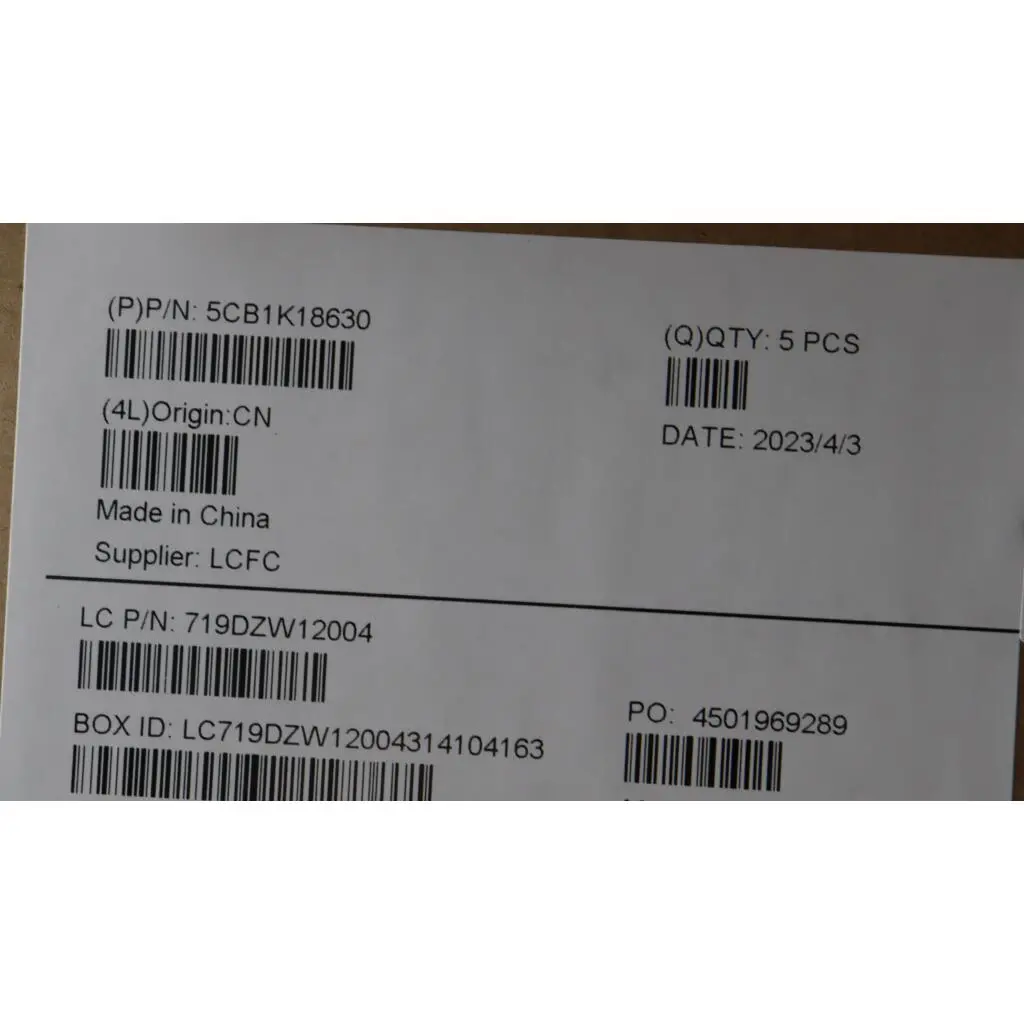 (P)P/N: 5CB1K18630
(Q)QTY: 5 PCS
(4L)Origin:CN
DATE: 2023/4/3
Made in China
Supplier: LCFC
LC P/N: 719DZW12004
PO: 4501969289
BOX ID: LC719DZW12004314104163